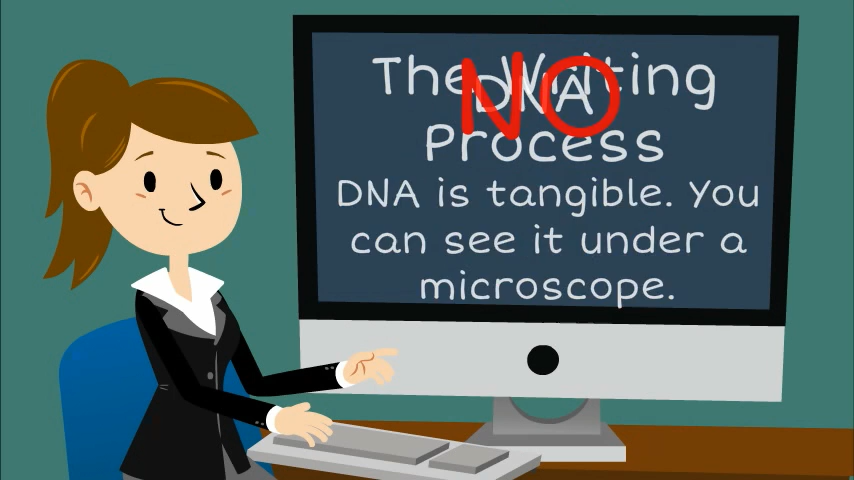 The Writing
DNA
NO
Process
DNA is tangible. You
can see it under a
microscope.